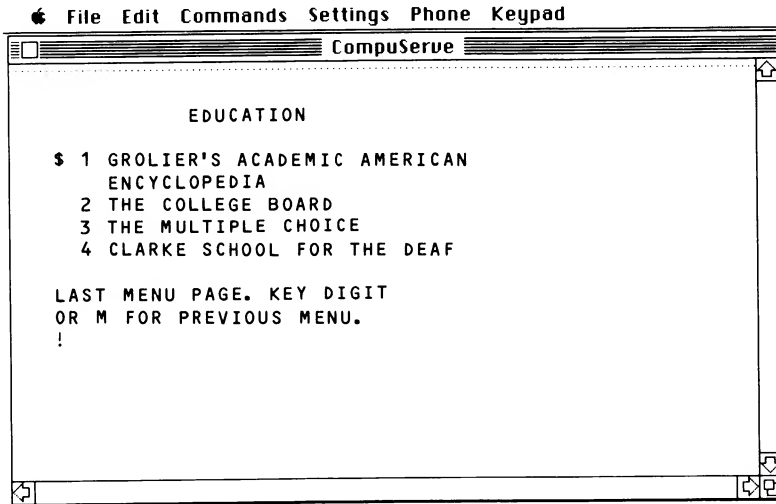 File Edit Commands Settings Phone Keypad
CompuServe
EDUCATION
$ 1 GROLIER'S ACADEMIC AMERICAN
ENCYCLOPEDIA
2 THE COLLEGE BOARD
3 THE MULTIPLE CHOICE
4 CLARKE SCHOOL FOR THE DEAF
LAST MENU PAGE. KEY DIGIT
OR M FOR PREVIOUS MENU.
!